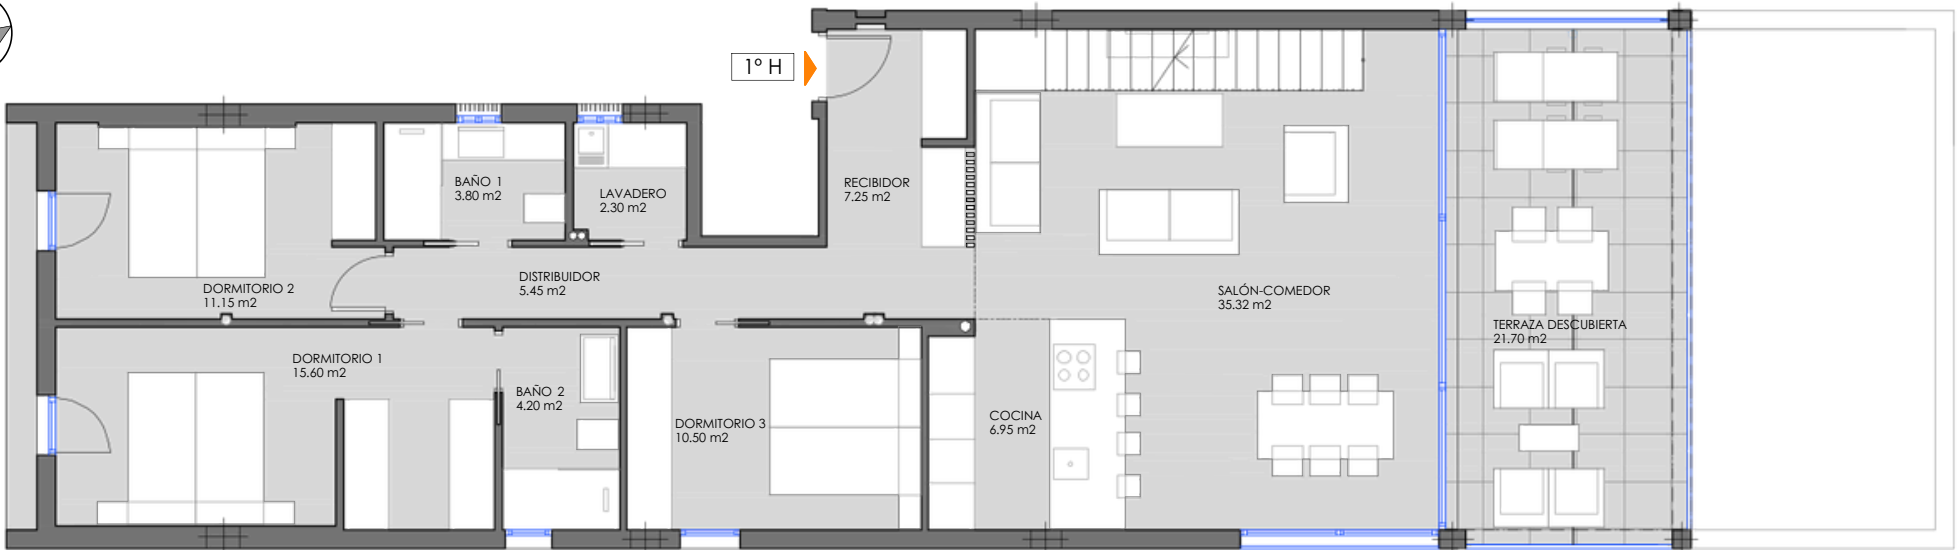 1º H
BAÑO 1
3.80 m2
LAVADERO
2.30 m2
RECIBIDOR
7.25 m2
DORMITORIO 2
11.15 m2
DISTRIBUIDOR
5.45 m2
SALÓN-COMEDOR
35.32 m2
TERRAZA DESCUBIERTA
21.70 m2
DORMITORIO 1
15.60 m2
BAÑO 2
4.20 m2
DORMITORIO 3
10.50 m2
COCINA
6.95 m2